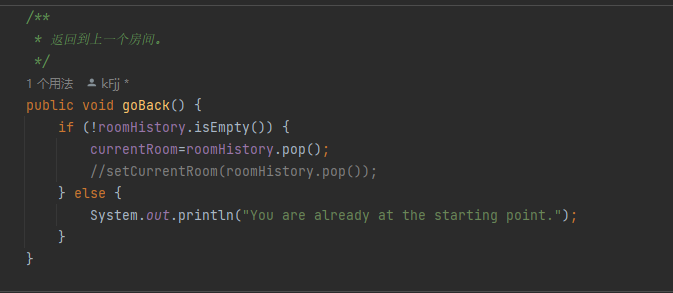 /**
 * 返回到上一个房间。
 */
1 个用法 kFjj *
public void goBack() {
    if (!roomHistory.isEmpty()) {
        currentRoom=roomHistory.pop();
        //setCurrentRoom(roomHistory.pop());
    } else {
        System.out.println("You are already at the starting point.");
    }
}